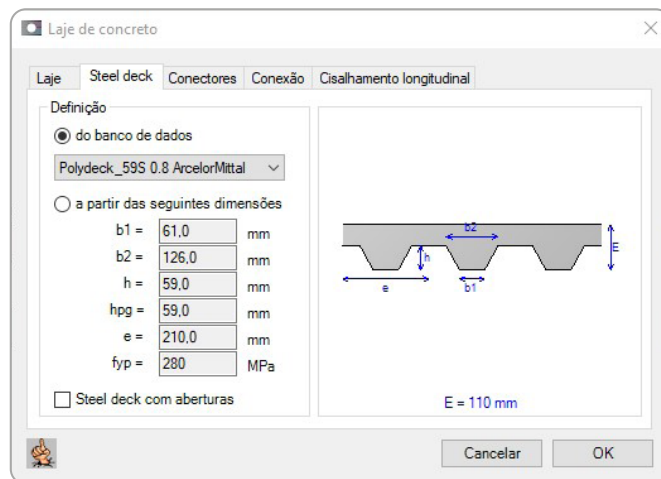 Laje de concreto
Laje Steel deck Conectores Conexão Cisalhamento longitudinal
Definição
do banco de dados
Polydeck_59S 0.8 ArcelorMittal
a partir das seguintes dimensões
b1 = 61,0 mm
b2 = 126,0 mm
h = 59,0 mm
hpg = 59,0 mm
e = 210,0 mm
fyp = 280 MPa
Steel deck com aberturas
b2
E
h
e
b1
E = 110 mm
Cancelar OK